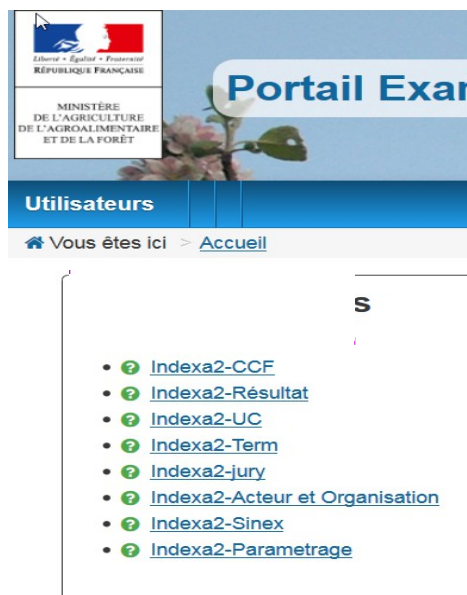 Liberté • Égalité • Fraternité
RÉPUBLIQUE FRANÇAISE
MINISTÈRE
DE L'AGRICULTURE
DE L'AGROALIMENTAIRE
ET DE LA FORÊT
Portail Exa
Utilisateurs
Vous êtes ici > Accueil
s
? Indexa2-CCF
? Indexa2-Résultat
? Indexa2-UC
? Indexa2-Term
? Indexa2-jury
? Indexa2-Acteur et Organisation
? Indexa2-Sinex
? Indexa2-Parametrage